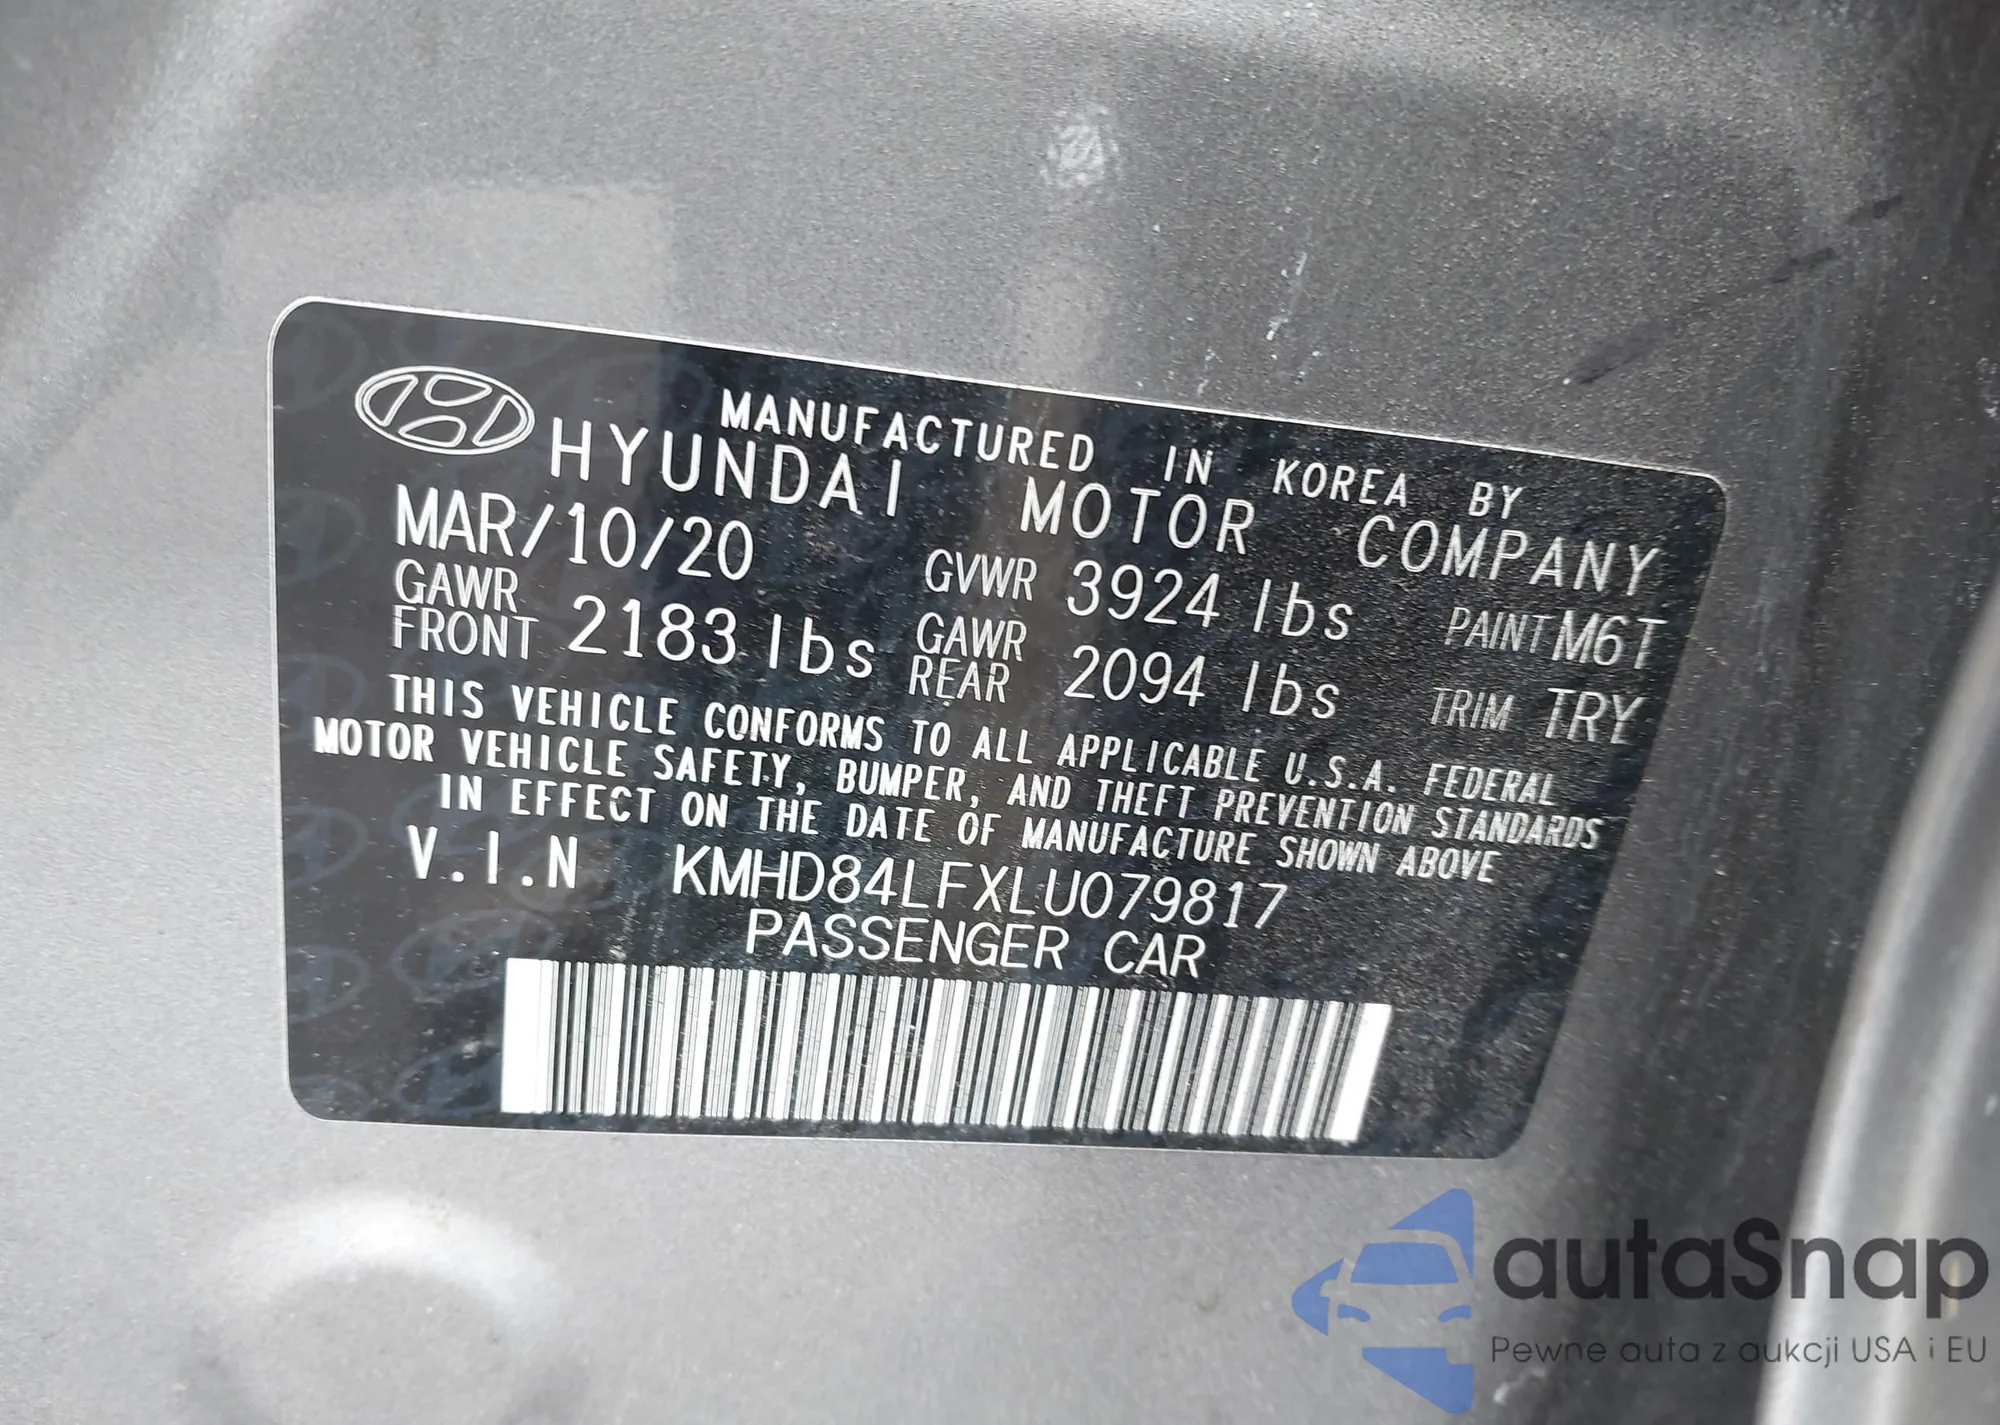 MANUFACTURED IN KOREA BY
HYUNDAI MOTOR COMPANY
MAR/10/20 GVWR 3924 lbs PAINT M6T
GAWR FRONT 2183 lbs GAWR REAR 2094 lbs TRIM TRY
THIS VEHICLE CONFORMS TO ALL APPLICABLE U.S.A. FEDERAL
MOTOR VEHICLE SAFETY, BUMPER, AND THEFT PREVENTION STANDARDS
IN EFFECT ON THE DATE OF MANUFACTURE SHOWN ABOVE
V.I.N KMHD84LFXLU079817
PASSENGER CAR
autaSnap
Pewne auta z aukcji USA i EU